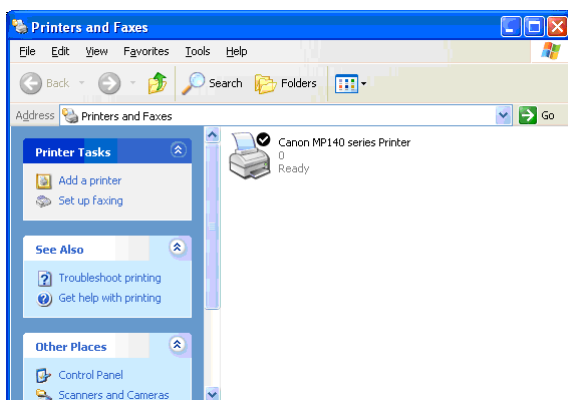 Printers and Faxes
File Edit View Favorites Tools Help
Back Search Folders
Address Printers and Faxes Go
Printer Tasks
Add a printer
Set up faxing
See Also
Troubleshoot printing
Get help with printing
Other Places
Control Panel
Scanners and Cameras
Canon MP140 series Printer
0
Ready